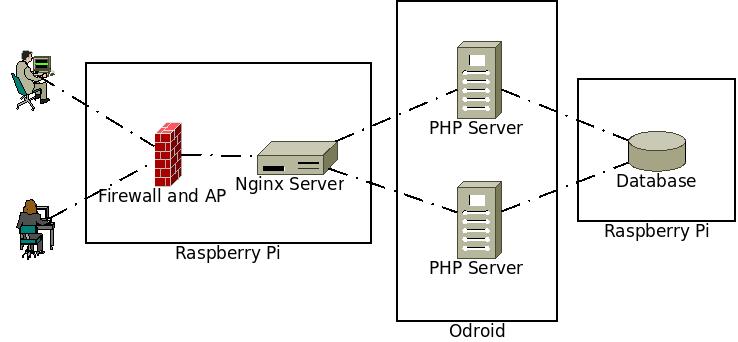 PHP Server
Nginx Server
Firewall and AP
Database
Raspberry Pi
Raspberry Pi
PHP Server
Odroid